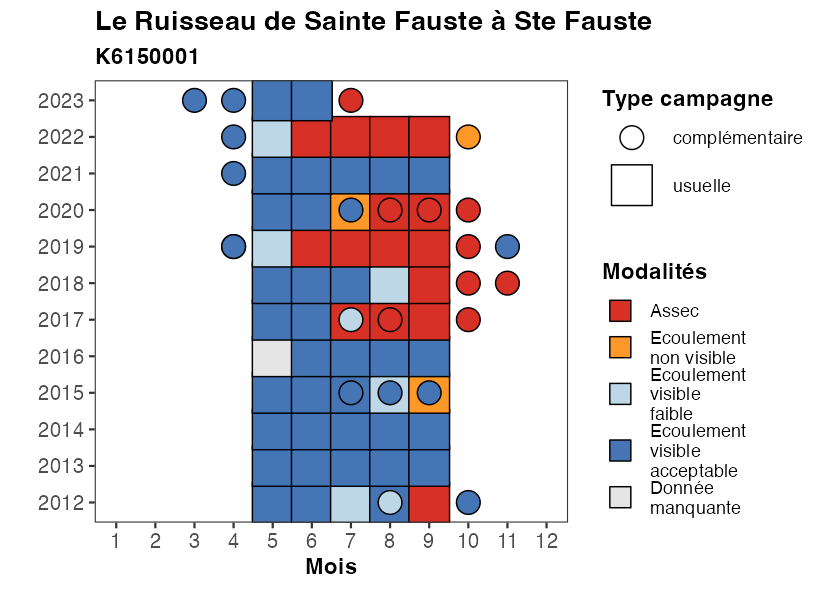 Le Ruisseau de Sainte Fauste à Ste Fauste
K6150001
2023
2022
2021
2020
2019
2018
2017
2016
2015
2014
2013
2012
1 2 3 4 5 6 7 8 9 10 11 12
Mois
Type campagne
complémentaire
usuelle
Modalités
Assec
Ecoulement
non visible
Ecoulement
visible
faible
Ecoulement
visible
acceptable
Donnée
manquante